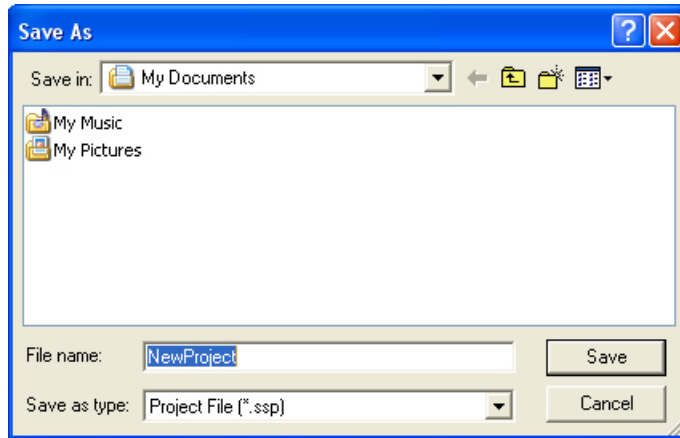 Save As
Save in: My Documents
My Music
My Pictures
File name: NewProject Save
Save as type: Project File (*.ssp) Cancel